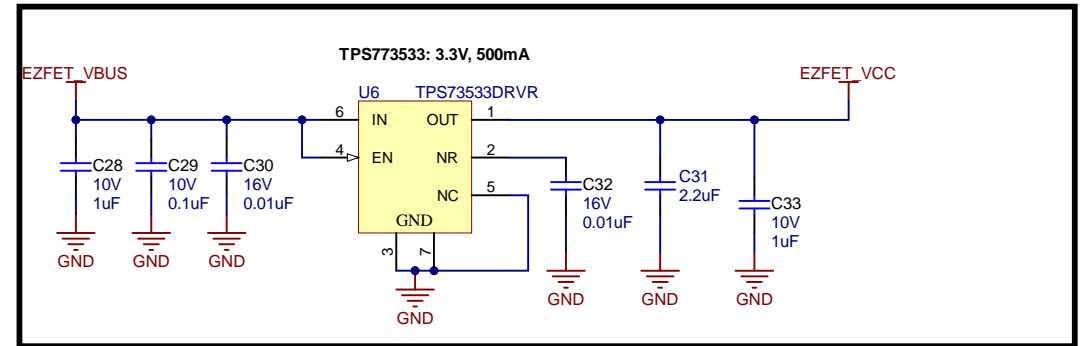 TPS773533: 3.3V, 500mA
EZFET_VBUS
EZFET_VCC
U6
TPS73533DRVR
6
IN
OUT
1
4
EN
NR
2
NC
5
GND
3
7
C28
10V
1uF
C29
10V
0.1uF
C30
16V
0.01uF
C32
16V
0.01uF
C31
2.2uF
C33
10V
1uF
GND
GND
GND
GND
GND
GND
GND